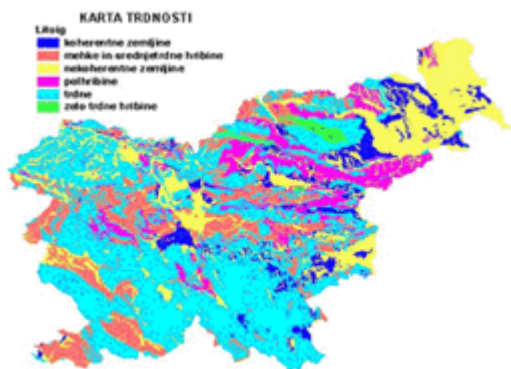 KARTA TRDNOSTI
Litolg
koherentne zemljine
mehke in srednjetrdne hribine
nekoherentne zemljine
polhribine
trdne
zelo trdne hribine